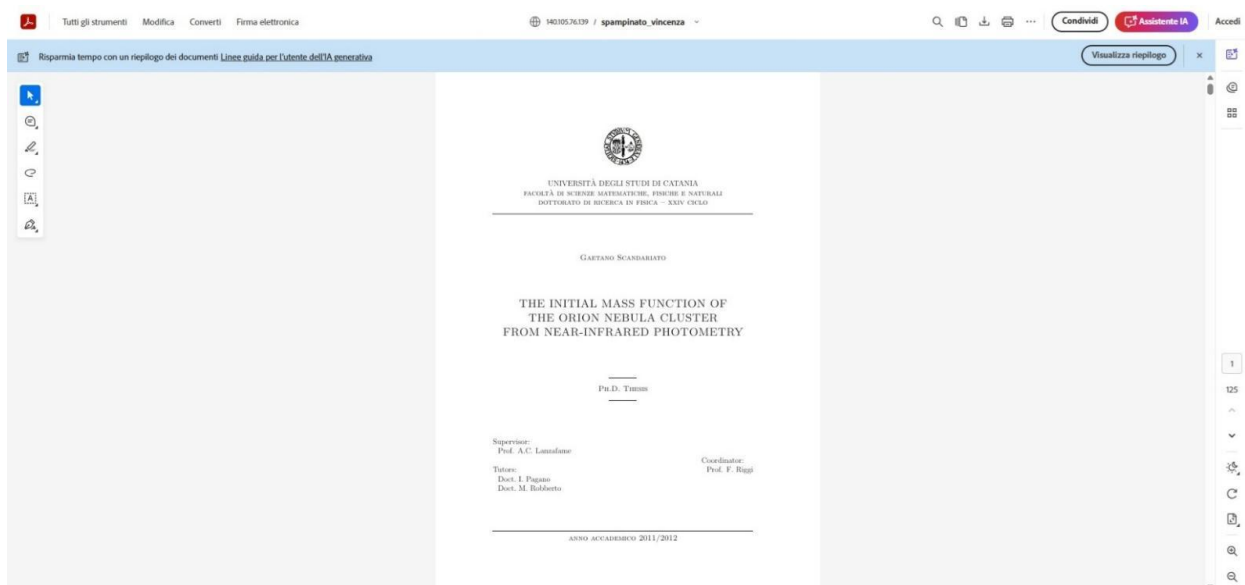 Tutti gli strumenti Modifica Converti Firma elettronica 140.105.76.139 / spampinato_vincenza Condividi Assistente IA Accedi
Risparmia tempo con un riepilogo dei documenti Linee guida per l'utente dell'IA generativa Visualizza riepilogo
UNIVERSITÀ DEGLI STUDI DI CATANIA
FACOLTÀ DI SCIENZE MATEMATICHE, FISICHE E NATURALI
DOTTORATO DI RICERCA IN FISICA – XXIV CICLO
GAETANO SCANDARIATO
THE INITIAL MASS FUNCTION OF
THE ORION NEBULA CLUSTER
FROM NEAR-INFRARED PHOTOMETRY
PH.D. THESIS
Supervisor:
Prof. A.C. Lanzafame
Tutors:
Doct. I. Pagano
Doct. M. Robberto
Coordinator:
Prof. F. Riggi
ANNO ACCADEMICO 2011/2012
1
125